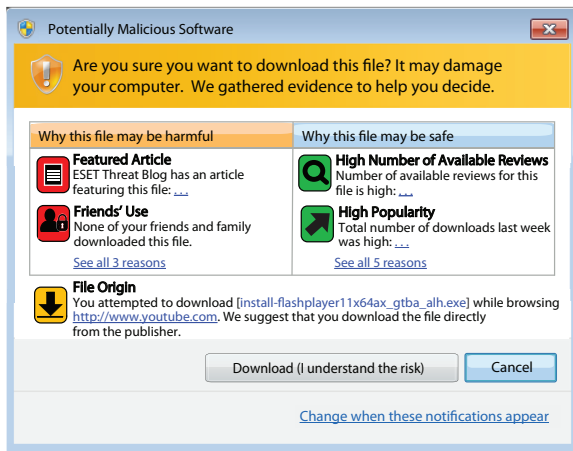 Potentially Malicious Software
Are you sure you want to download this file? It may damage
your computer. We gathered evidence to help you decide.
Why this file may be harmful
Featured Article
ESET Threat Blog has an article
featuring this file: . . .
Friends' Use
None of your friends and family
downloaded this file.
See all 3 reasons
Why this file may be safe
High Number of Available Reviews
Number of available reviews for this
file is high: . . .
High Popularity
Total number of downloads last week
was high: . . .
See all 5 reasons
File Origin
You attempted to download [install-flashplayer11x64ax_gtba_alh.exe] while browsing
http://www.youtube.com. We suggest that you download the file directly
from the publisher.
Download (I understand the risk)
Cancel
Change when these notifications appear